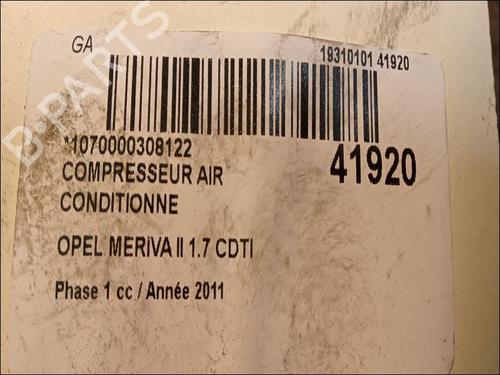 GA
19310101 41920
*1070000308122
41920
COMPRESSEUR AIR
CONDITIONNE
OPEL MERIVA II 1.7 CDTI
Phase 1 cc / Année 2011
B-PARTS